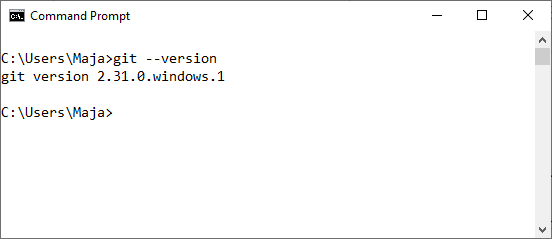 Command Prompt
C:\Users\Maja>git --version
git version 2.31.0.windows.1
C:\Users\Maja>